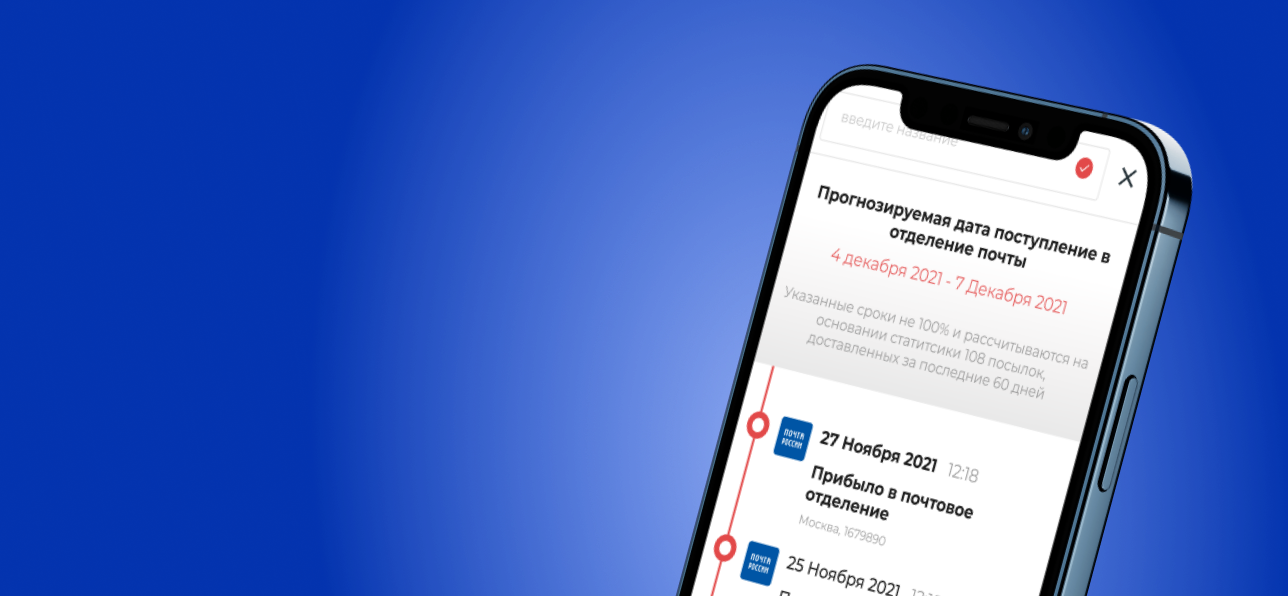 введите название
Прогнозируемая дата поступление в
отделение почты
4 декабря 2021 - 7 Декабря 2021
Указанные сроки не 100% и рассчитываются на
основании статитсики 108 посылок,
доставленных за последние 60 дней
ПОЧТА
РОССИИ
27 Ноября 2021 12:18
Прибыло в почтовое
отделение
Москва, 1679890
ПОЧТА
РОССИИ
25 Ноября 2021